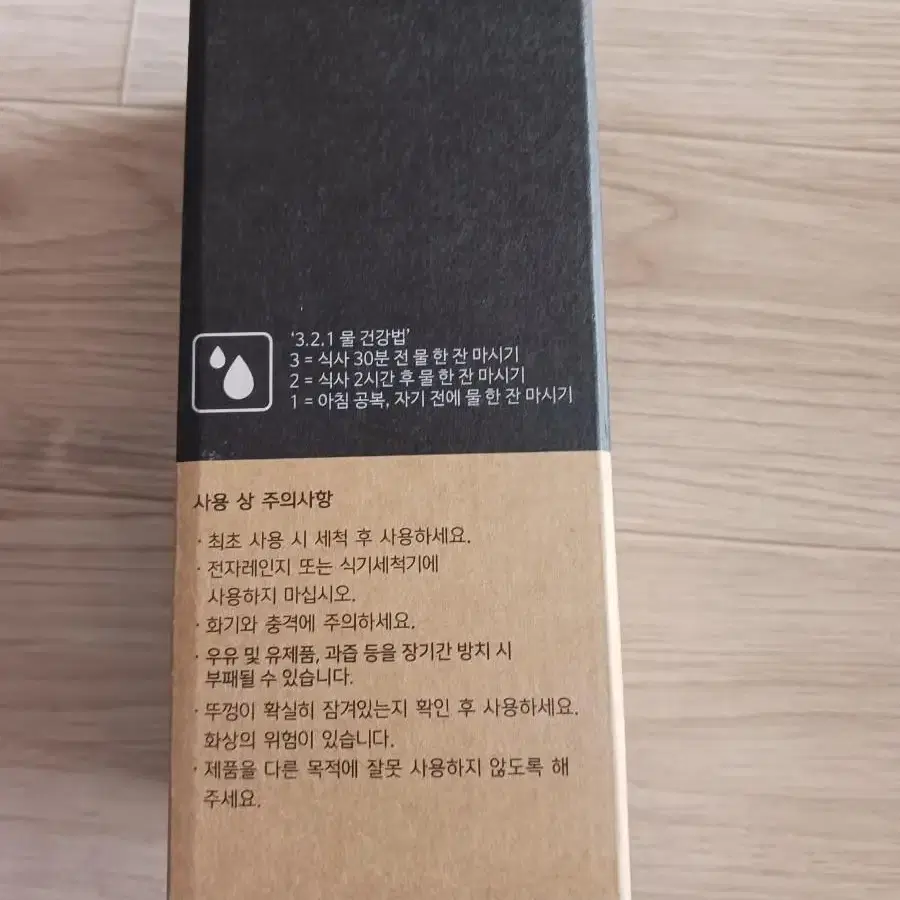 ‘3.2.1 물 건강법’
3 = 식사 30분 전 물 한 잔 마시기
2 = 식사 2시간 후 물 한 잔 마시기
1 = 아침 공복, 자기 전에 물 한 잔 마시기
사용 상 주의사항
· 최초 사용 시 세척 후 사용하세요.
· 전자레인지 또는 식기세척기에
사용하지 마십시오.
· 화기와 충격에 주의하세요.
· 우유 및 유제품, 과즙 등을 장기간 방치 시
부패될 수 있습니다.
· 뚜껑이 확실히 잠겨있는지 확인 후 사용하세요.
화상의 위험이 있습니다.
· 제품을 다른 목적에 잘못 사용하지 않도록 해
주세요.